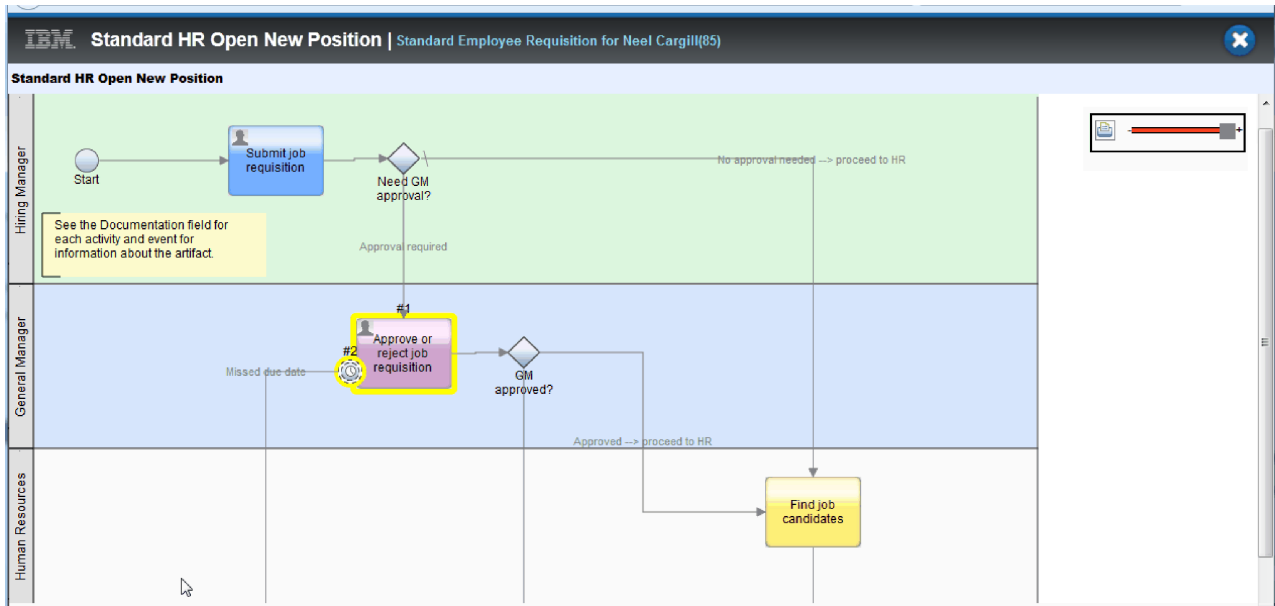 IBM. Standard HR Open New Position | Standard Employee Requisition for Neel Cargill(85)
Standard HR Open New Position
Hiring Manager
Start
Submit job
requisition
Need GM
approval?
No approval needed --> proceed to HR
See the Documentation field for
each activity and event for
information about the artifact.
Approval required
General Manager
#1
#2
Approve or
reject job
requisition
Missed due date
GM
approved?
Approved --> proceed to HR
Human Resources
Find job
candidates
- +